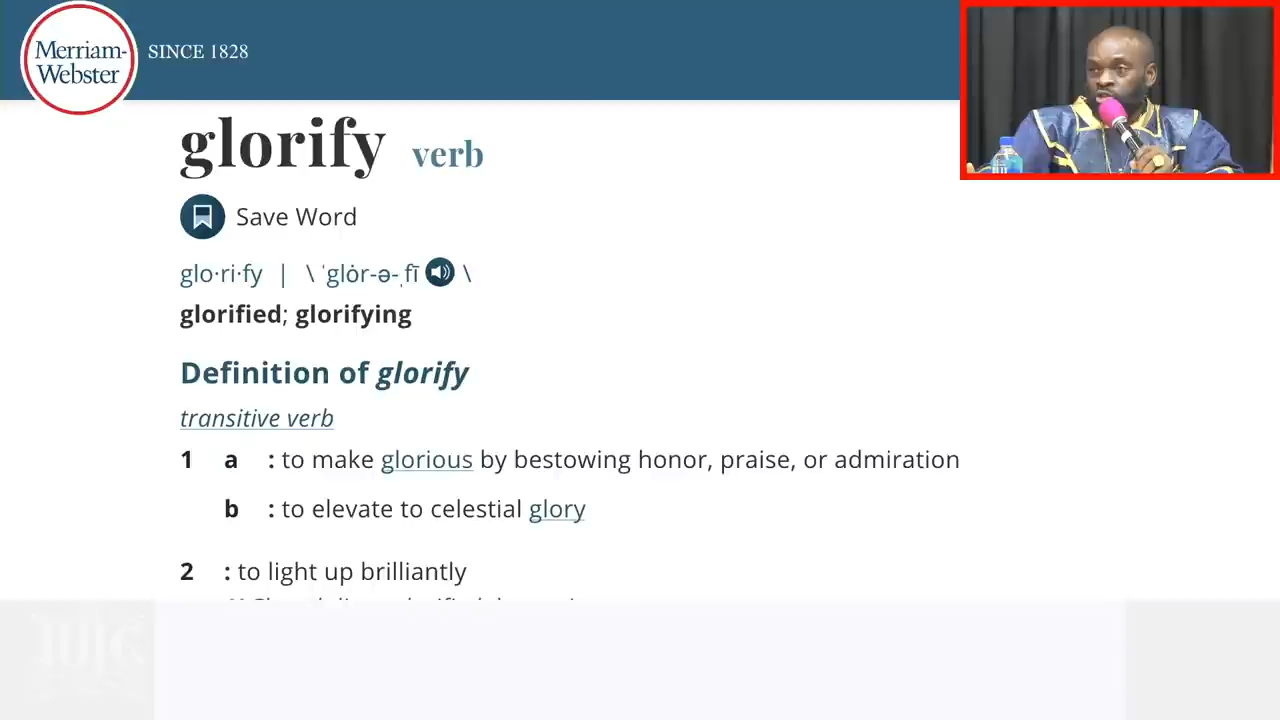 Merriam-
Webster
SINCE 1828
glorify verb
Save Word
glo·ri·fy | \ ˈglȯr-ə-ˌfī \
glorified; glorifying
Definition of glorify
transitive verb
1 a : to make glorious by bestowing honor, praise, or admiration
b : to elevate to celestial glory
2 : to light up brilliantly
IUIC